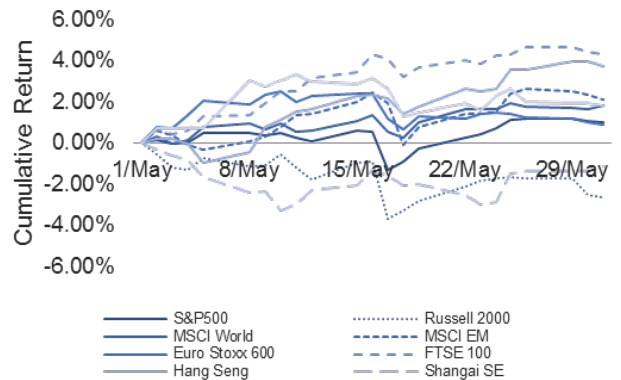 6.00%
4.00%
2.00%
0.00%
-2.00%
-4.00%
-6.00%
Cumulative Return
1/May 8/May 15/May 22/May 29/May
S&P500 Russell 2000
MSCI World MSCI EM
Euro Stoxx 600 FTSE 100
Hang Seng Shangai SE